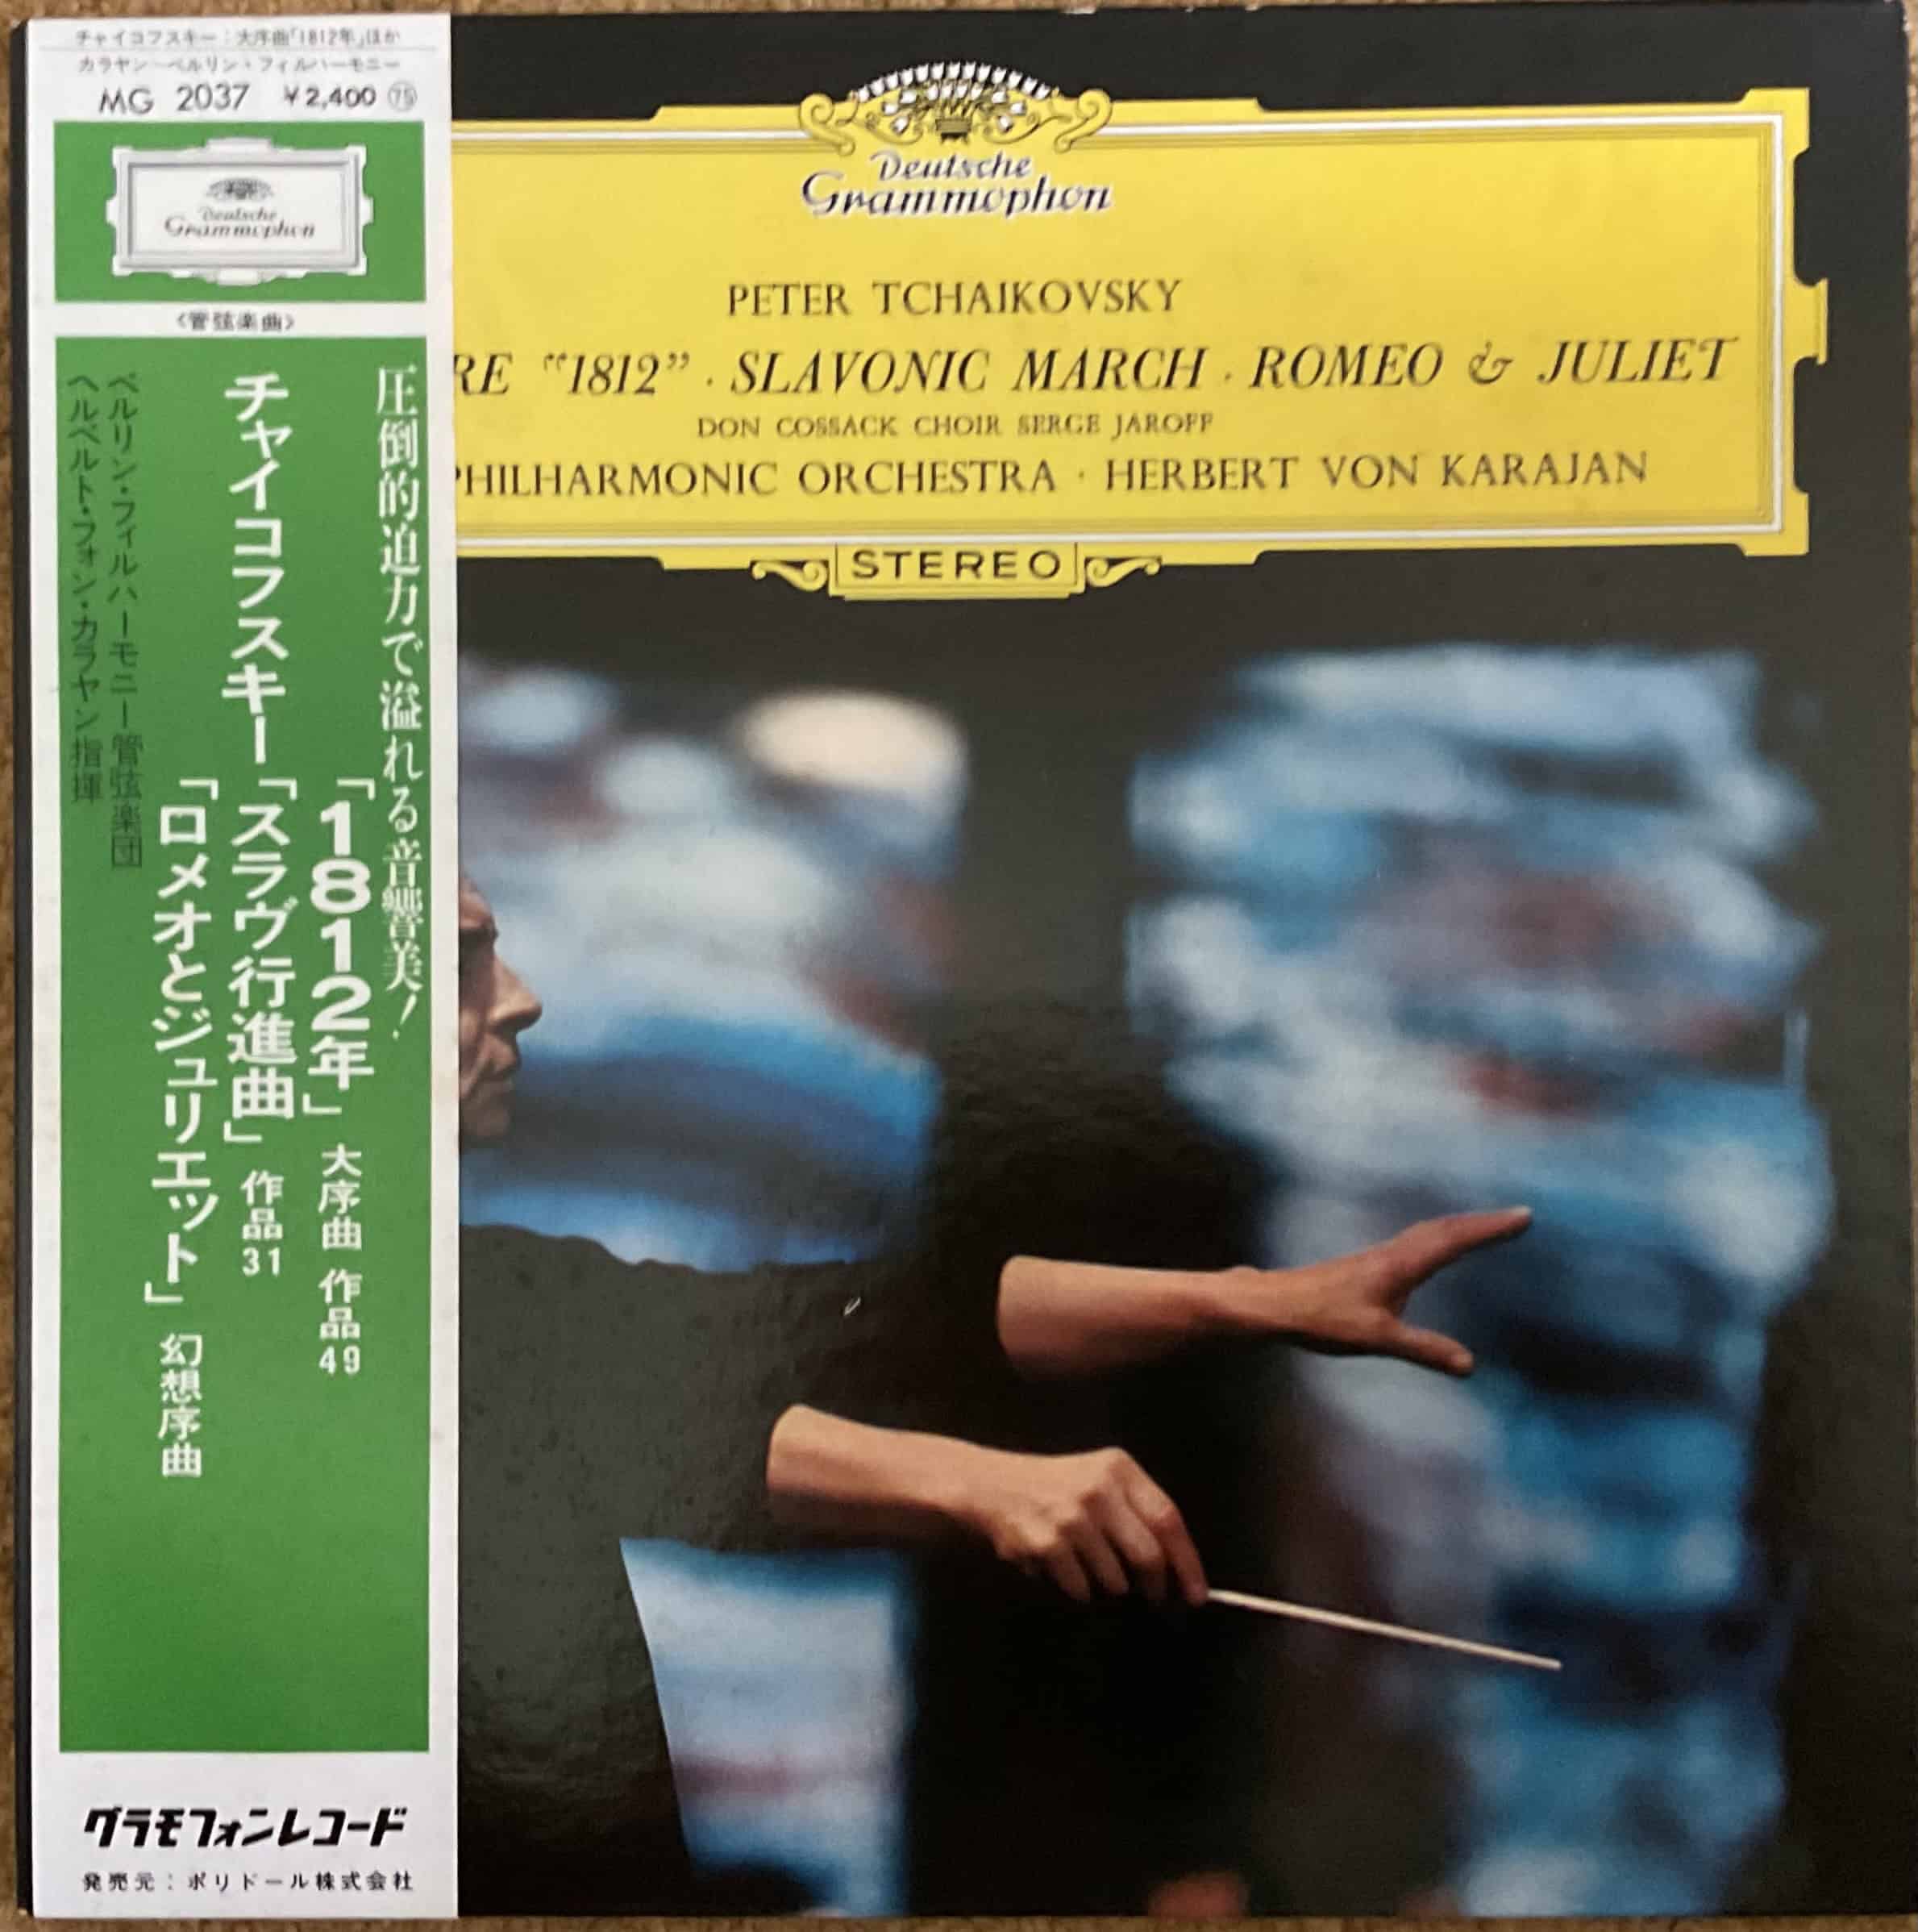 チャイコフスキー:大序曲「1812年」ほか
カラヤン―ベルリン・フィルハーモニー
MG 2037 ¥2,400 75
Deutsche
Grammophon
〈管弦楽曲〉
圧倒的迫力で溢れる音響美!
「1812年」大序曲 作品49
チャイコフスキー「スラヴ行進曲」作品31
「ロメオとジュリエット」幻想序曲
ベルリン・フィルハーモニー管弦楽団
ヘルベルト・フォン・カラヤン指揮
グラモフォンレコード
発売元:ポリドール株式会社
Deutsche
Grammophon
PETER TCHAIKOVSKY
RE “1812” · SLAVONIC MARCH · ROMEO & JULIET
DON COSSACK CHOIR SERGE JAROFF
PHILHARMONIC ORCHESTRA · HERBERT VON KARAJAN
STEREO